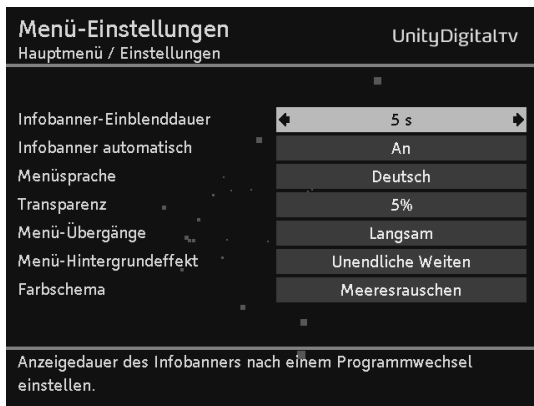 Menü-Einstellungen
Hauptmenü / Einstellungen
UnityDigitalTV
Infobanner-Einblenddauer 5 s
Infobanner automatisch An
Menüsprache Deutsch
Transparenz 5%
Menü-Übergänge Langsam
Menü-Hintergrundeffekt Unendliche Weiten
Farbschema Meeresrauschen
Anzeigedauer des Infobanners nach einem Programmwechsel
einstellen.